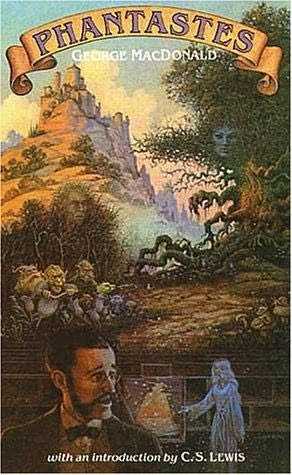 PHANTASTES
GEORGE MACDONALD
with an introduction by C.S. LEWIS